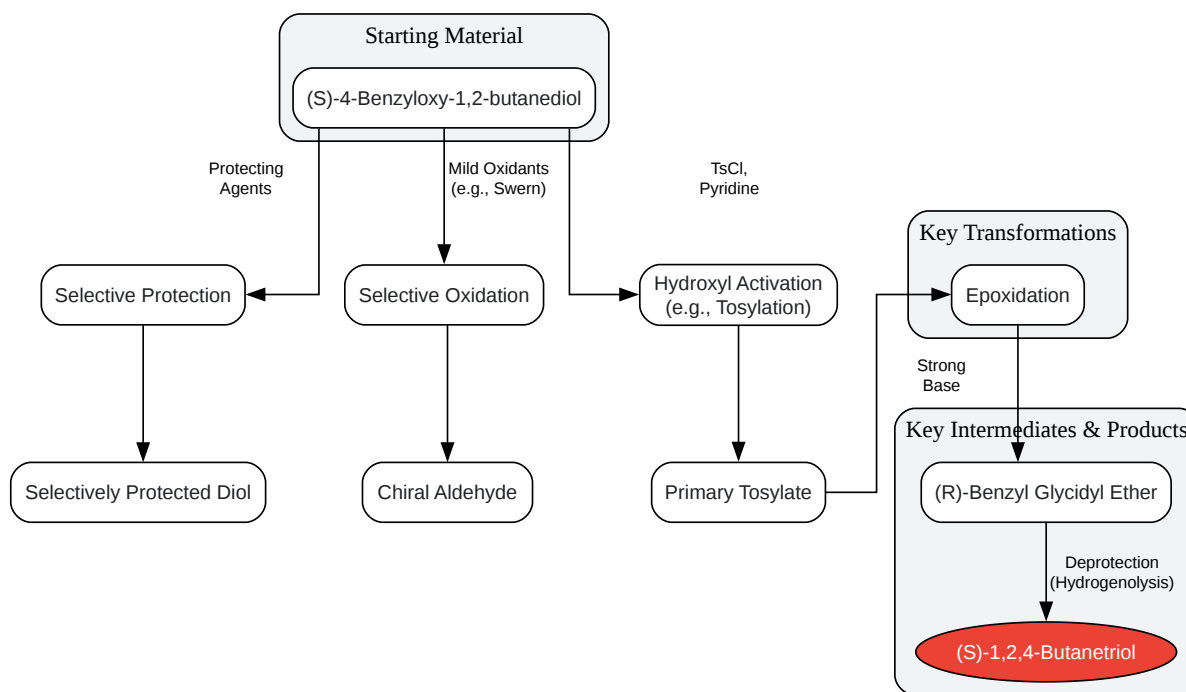 Starting Material
(S)-4-Benzyloxy-1,2-butanediol
Protecting
Agents
Mild Oxidants
(e.g., Swern)
TsCl,
Pyridine
Key Transformations
Selective Protection
Selective Oxidation
Hydroxyl Activation
(e.g., Tosylation)
Epoxidation
Strong
Base
Key Intermediates & Products
Selectively Protected Diol
Chiral Aldehyde
Primary Tosylate
(R)-Benzyl Glycidyl Ether
Deprotection
(Hydrogenolysis)
(S)-1,2,4-Butanetriol